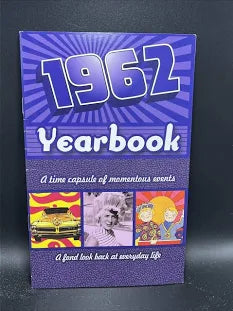 1962
Yearbook
A time capsule of momentous events
A fond look back at everyday life